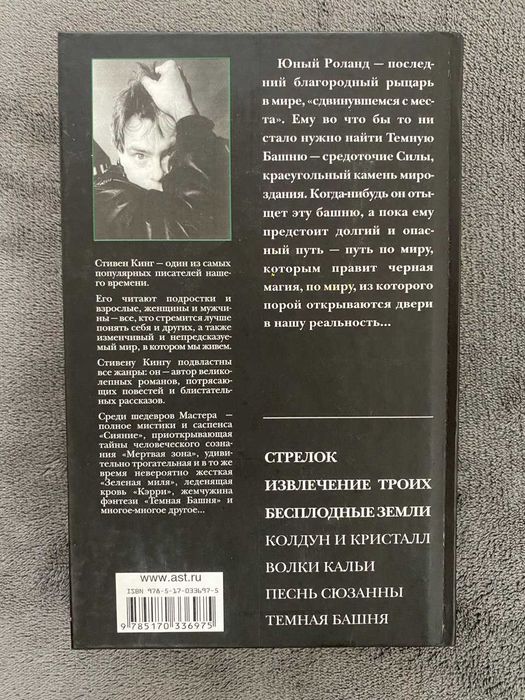 Юный Роланд — послед-
ний благородный рыцарь
в мире, «сдвинувшемся с мес-
та». Ему во что бы то ни
стало нужно найти Темную
Башню — средоточие Силы,
краеугольный камень миро-
здания. Когда-нибудь он оты-
щет эту башню, а пока ему
предстоит долгий и опас-
ный путь — путь по миру,
которым правит черная
магия, по миру, из которого
порой открываются двери
в нашу реальность...
Стивен Кинг — один из самых
популярных писателей наше-
го времени.
Его читают подростки и
взрослые, женщины и мужчи-
ны — все, кто стремится лучше
понять себя и других, а также
изменчивый и непредсказуе-
мый мир, в котором мы живем.
Стивену Кингу подвластны
все жанры: он — автор велико-
лепных романов, потрясаю-
щих повестей и блистатель-
ных рассказов.
Среди шедевров Мастера —
полное мистики и саспенса
«Сияние», приоткрывающая
тайны человеческого созна-
ния «Мертвая зона», удиви-
тельно трогательная и в то же
время невероятно жесткая
«Зеленая миля», леденящая
кровь «Кэрри», жемчужина
фэнтези «Темная Башня» и
многое-многое другое...
СТРЕЛОК
ИЗВЛЕЧЕНИЕ ТРОИХ
БЕСПЛОДНЫЕ ЗЕМЛИ
КОЛДУН И КРИСТАЛЛ
ВОЛКИ КАЛЬИ
ПЕСНЬ СЮЗАННЫ
ТЕМНАЯ БАШНЯ
www.ast.ru
ISBN 978-5-17-033697-5
9 785170 336975